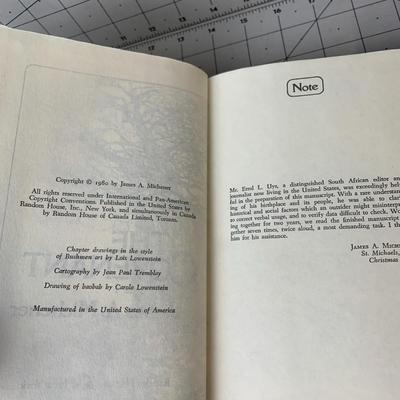 Copyright © 1980 by James A. Michener
All rights reserved under International and Pan-American
Copyright Conventions. Published in the United States by
Random House, Inc., New York, and simultaneously in Canada
by Random House of Canada Limited, Toronto.
Chapter drawings in the style
of Bushmen art by Lois Lowenstein
Cartography by Jean Paul Tremblay
Drawing of baobab by Carole Lowenstein
Manufactured in the United States of America
Note
Mr. Errol L. Uys, a distinguished South African editor an
journalist now living in the United States, was exceedingly help
ful in the preparation of this manuscript. With a rare understand
ing of his birthplace and its people, he was able to clar
historical and social factors which an outsider might misinterpre
to correct verbal usage, and to verify data difficult to check. Wo
ing together for two years, we read the finished manuscript
gether seven times, twice aloud, a most demanding task. I th
him for his assistance.
JAMES A. MICHE
St. Michaels,
Christmas